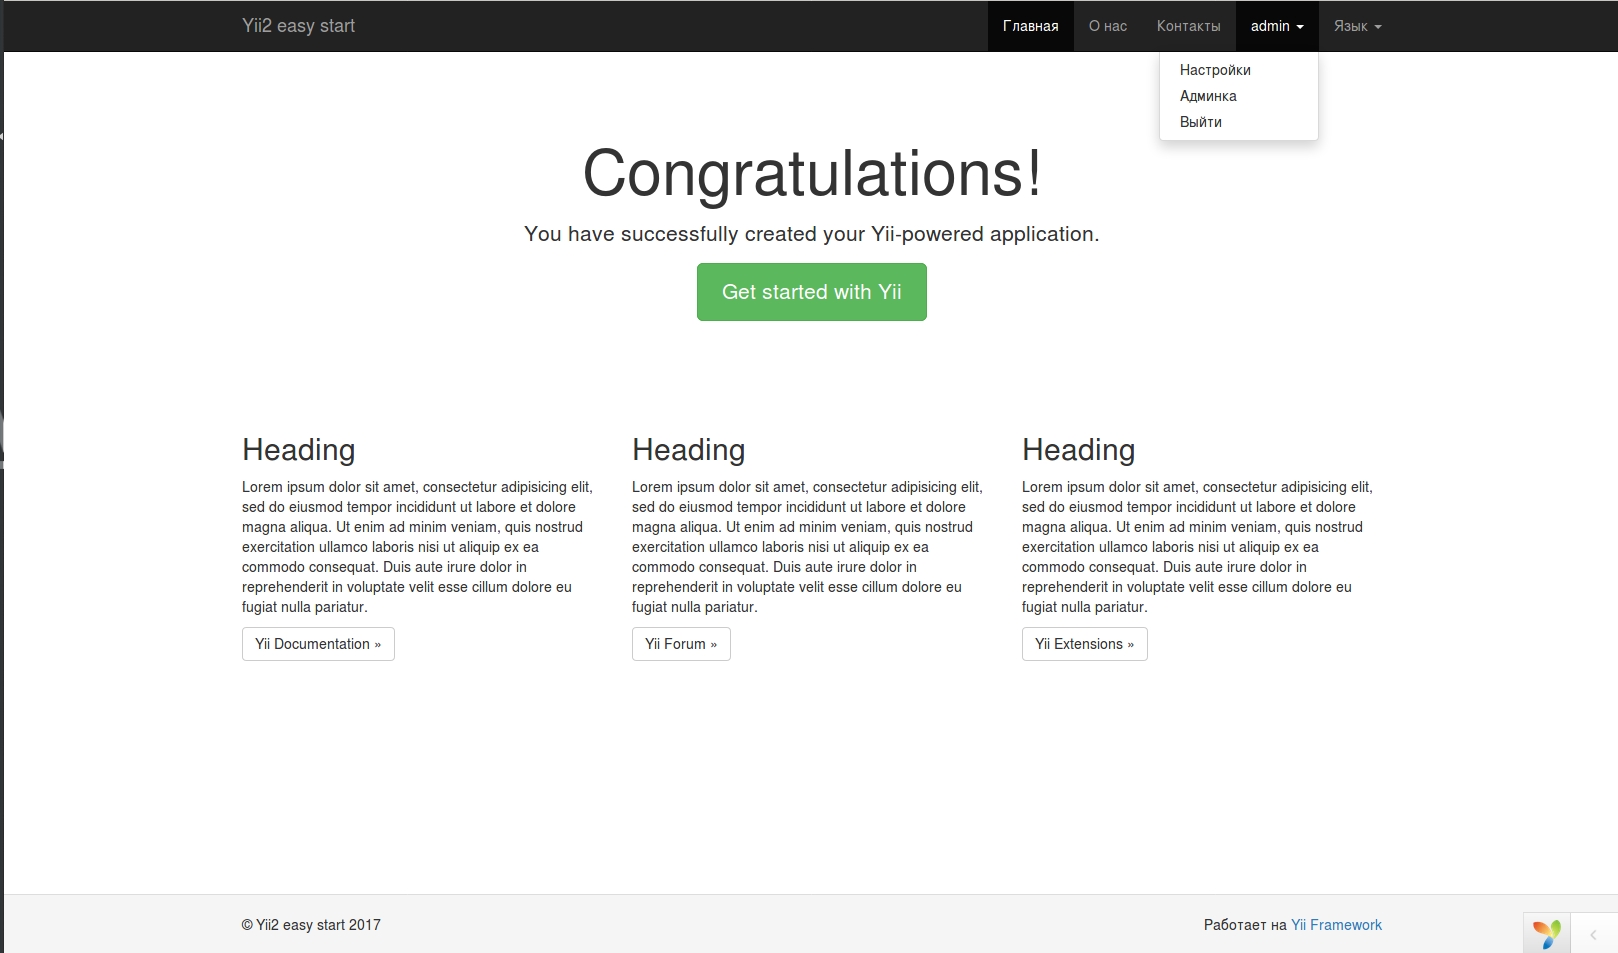 Yii2 easy start
Главная
О нас
Контакты
admin
Язык
Настройки
Админка
Выйти
Congratulations!
You have successfully created your Yii-powered application.
Get started with Yii
Heading
Lorem ipsum dolor sit amet, consectetur adipisicing elit,
sed do eiusmod tempor incididunt ut labore et dolore
magna aliqua. Ut enim ad minim veniam, quis nostrud
exercitation ullamco laboris nisi ut aliquip ex ea
commodo consequat. Duis aute irure dolor in
reprehenderit in voluptate velit esse cillum dolore eu
fugiat nulla pariatur.
Yii Documentation »
Heading
Lorem ipsum dolor sit amet, consectetur adipisicing elit,
sed do eiusmod tempor incididunt ut labore et dolore
magna aliqua. Ut enim ad minim veniam, quis nostrud
exercitation ullamco laboris nisi ut aliquip ex ea
commodo consequat. Duis aute irure dolor in
reprehenderit in voluptate velit esse cillum dolore eu
fugiat nulla pariatur.
Yii Forum »
Heading
Lorem ipsum dolor sit amet, consectetur adipisicing elit,
sed do eiusmod tempor incididunt ut labore et dolore
magna aliqua. Ut enim ad minim veniam, quis nostrud
exercitation ullamco laboris nisi ut aliquip ex ea
commodo consequat. Duis aute irure dolor in
reprehenderit in voluptate velit esse cillum dolore eu
fugiat nulla pariatur.
Yii Extensions »
© Yii2 easy start 2017
Работает на Yii Framework